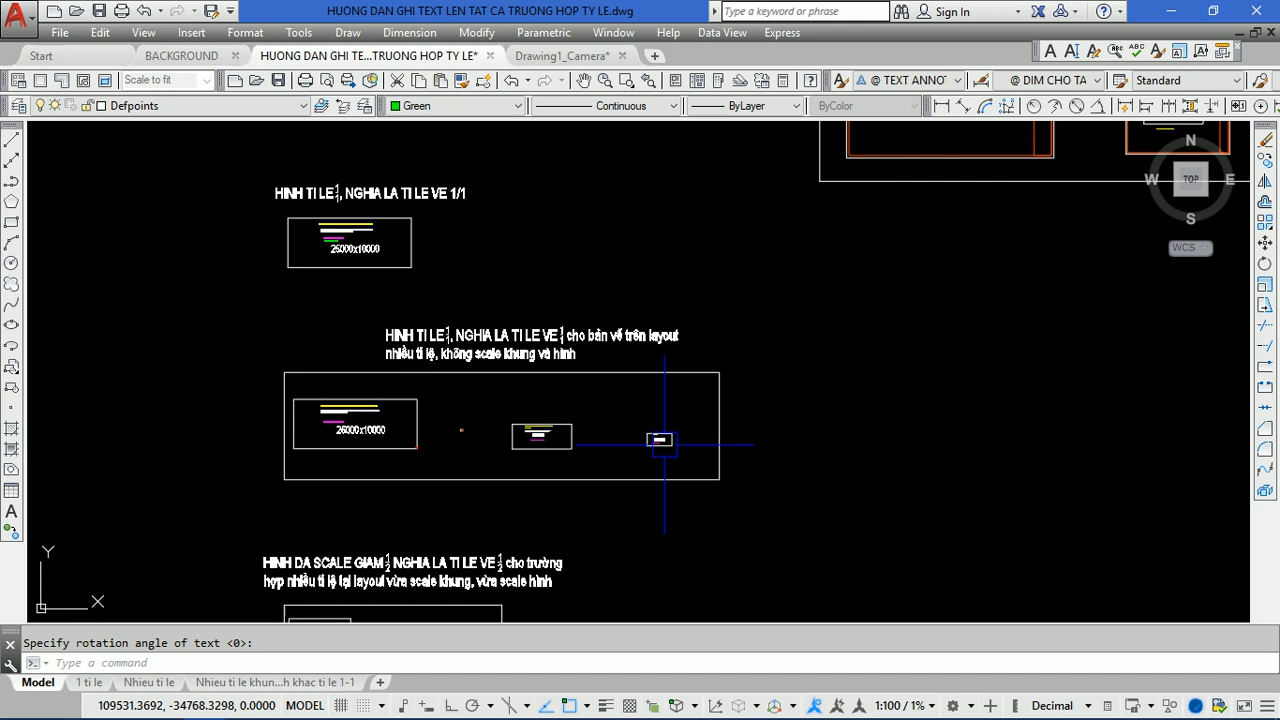 HUONG DAN GHI TEXT LEN TAT CA TRUONG HOP TY LE.dwg
Type a keyword or phrase
Sign In
File Edit View Insert Format Tools Draw Dimension Modify Parametric Window Help Data View Express
Start
BACKGROUND
HUONG DAN GHI TE...TRUONG HOP TY LE*
Drawing1_Camera*
Scale to fit
@ TEXT ANNOT
@ DIM CHO TA
Standard
Defpoints
Green
Continuous
ByLayer
ByColor
HINH TI LE 1/1, NGHIA LA TI LE VE 1/1
25000x10000
HINH TI LE 1/1, NGHIA LA TI LE VE 1/1 cho bản vẽ trên layout
nhiều tỉ lệ, không scale khung và hình
25000x10000
HINH DA SCALE GIAM 1/2 NGHIA LA TI LE VE 1/2 cho trường
hợp nhiều tỉ lệ tại layout vừa scale khung, vừa scale hình
N
W TOP E
S
WCS
Y
X
Specify rotation angle of text <0>:
Type a command
Model
1 ti le
Nhieu ti le
Nhieu ti le khun...h khac ti le 1-1
109531.3692, -34768.3298, 0.0000 MODEL
1:100 / 1%
Decimal